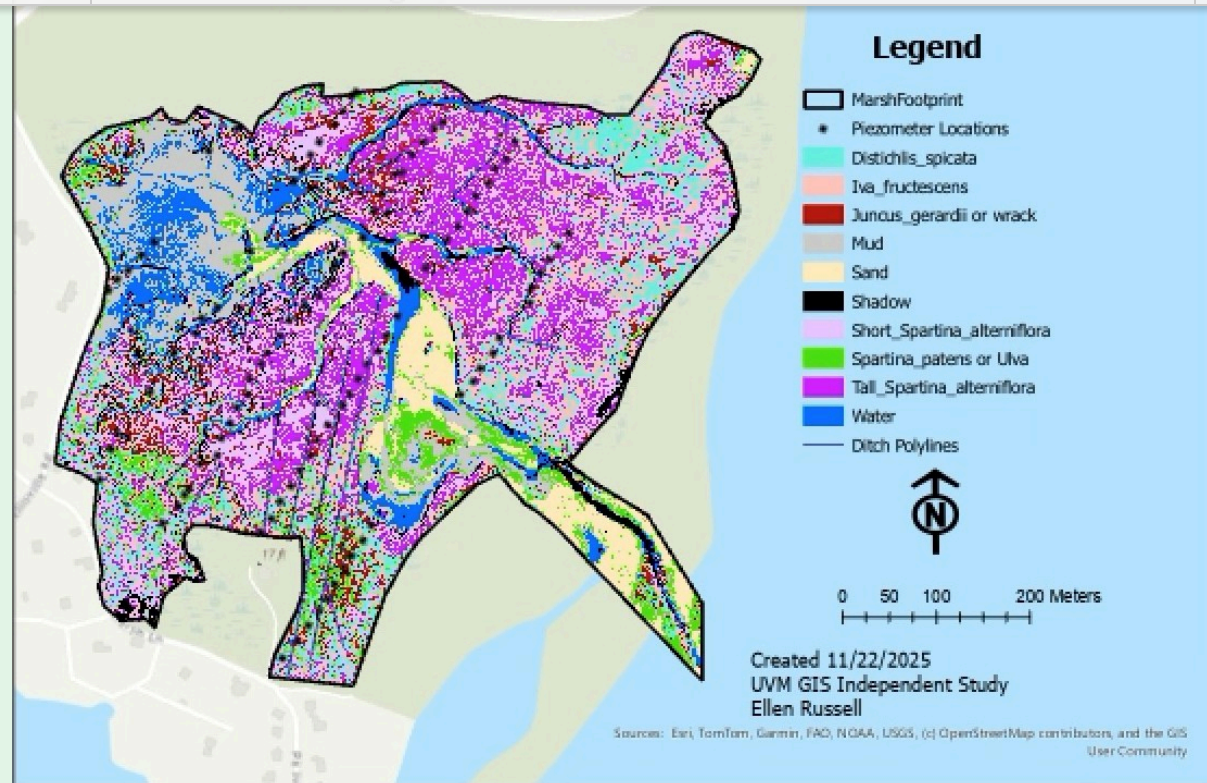 Legend
MarshFootprint
Piezometer Locations
Distichlis_spicata
Iva_fructescens
Juncus_gerardii or wrack
Mud
Sand
Shadow
Short_Spartina_alterniflora
Spartina_patens or Ulva
Tall_Spartina_alterniflora
Water
Ditch Polylines
N
0 50 100 200 Meters
17 ft
Created 11/22/2025
UVM GIS Independent Study
Ellen Russell
Sources: Esri, TomTom, Garmin, FAO, NOAA, USGS, (c) OpenStreetMap contributors, and the GIS
User Community